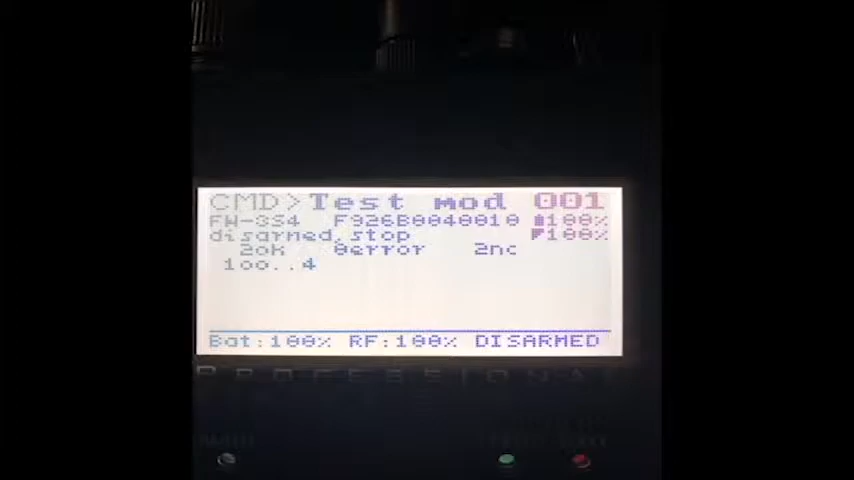 CMD>Test mod 001
FW-3S4 F926B0040010 100%
disarmed,stop 100%
2ok 0error 2nc
100..4
Bat:100% RF:100% DISARMED
PROFESSIONAL